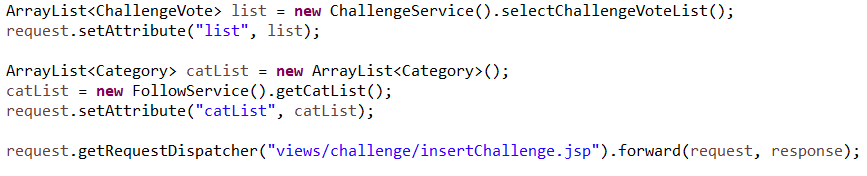 ArrayList<ChallengeVote> list = new ChallengeService().selectChallengeVoteList();
request.setAttribute("list", list);
ArrayList<Category> catList = new ArrayList<Category>();
catList = new FollowService().getCatList();
request.setAttribute("catList", catList);
request.getRequestDispatcher("views/challenge/insertChallenge.jsp").forward(request, response);